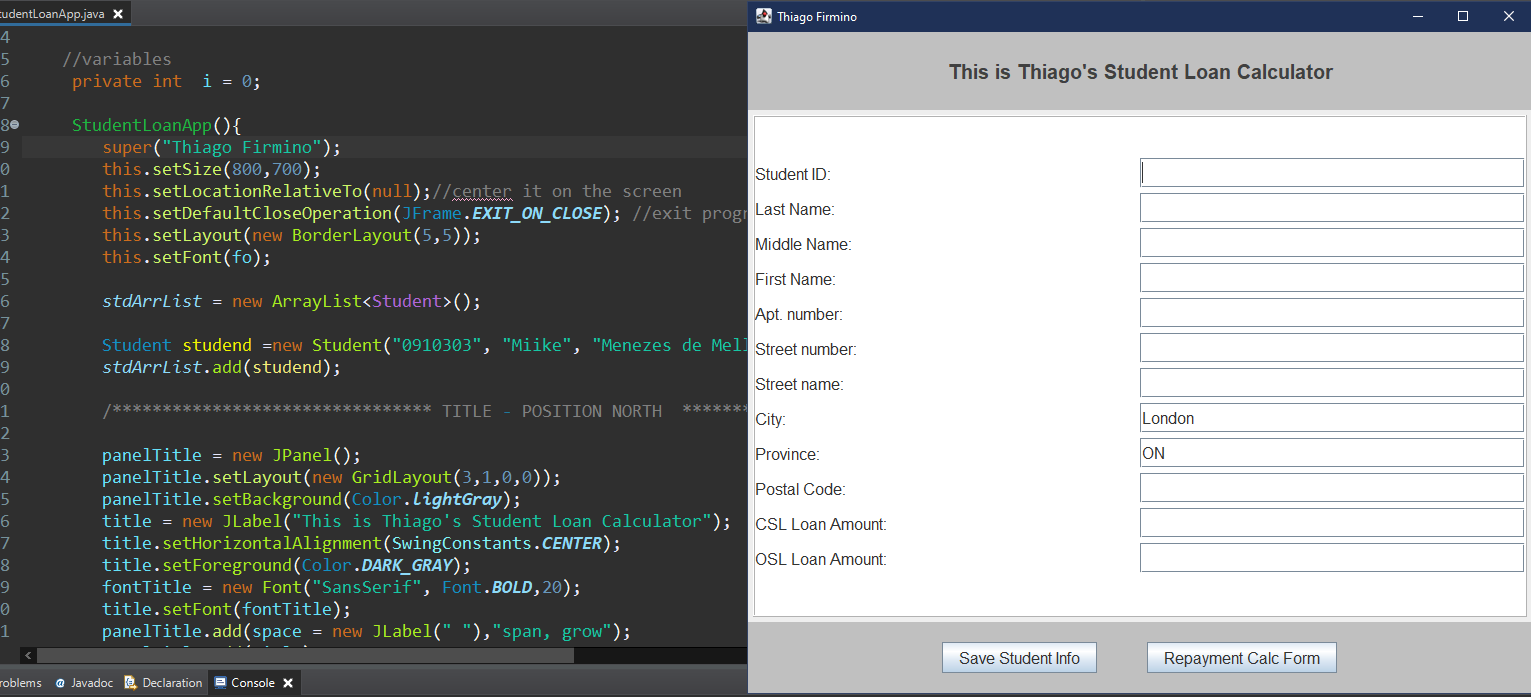 tudentLoanApp.java
4
5 //variables
6 private int i = 0;
7
8 StudentLoanApp(){
9 super("Thiago Firmino");
0 this.setSize(800,700);
1 this.setLocationRelativeTo(null);//center it on the screen
2 this.setDefaultCloseOperation(JFrame.EXIT_ON_CLOSE); //exit progr
3 this.setLayout(new BorderLayout(5,5));
4 this.setFont(fo);
5
6 stdArrList = new ArrayList<Student>();
7
8 Student studend =new Student("0910303", "Miike", "Menezes de Mell
9 stdArrList.add(studend);
0
1 /******************************** TITLE - POSITION NORTH *******
2
3 panelTitle = new JPanel();
4 panelTitle.setLayout(new GridLayout(3,1,0,0));
5 panelTitle.setBackground(Color.lightGray);
6 title = new JLabel("This is Thiago's Student Loan Calculator");
7 title.setHorizontalAlignment(SwingConstants.CENTER);
8 title.setForeground(Color.DARK_GRAY);
9 fontTitle = new Font("SansSerif", Font.BOLD,20);
0 title.setFont(fontTitle);
1 panelTitle.add(space = new JLabel(" "),"span, grow");
roblems Javadoc Declaration Console
Thiago Firmino
This is Thiago's Student Loan Calculator
Student ID:
Last Name:
Middle Name:
First Name:
Apt. number:
Street number:
Street name:
City: London
Province: ON
Postal Code:
CSL Loan Amount:
OSL Loan Amount:
Save Student Info Repayment Calc Form